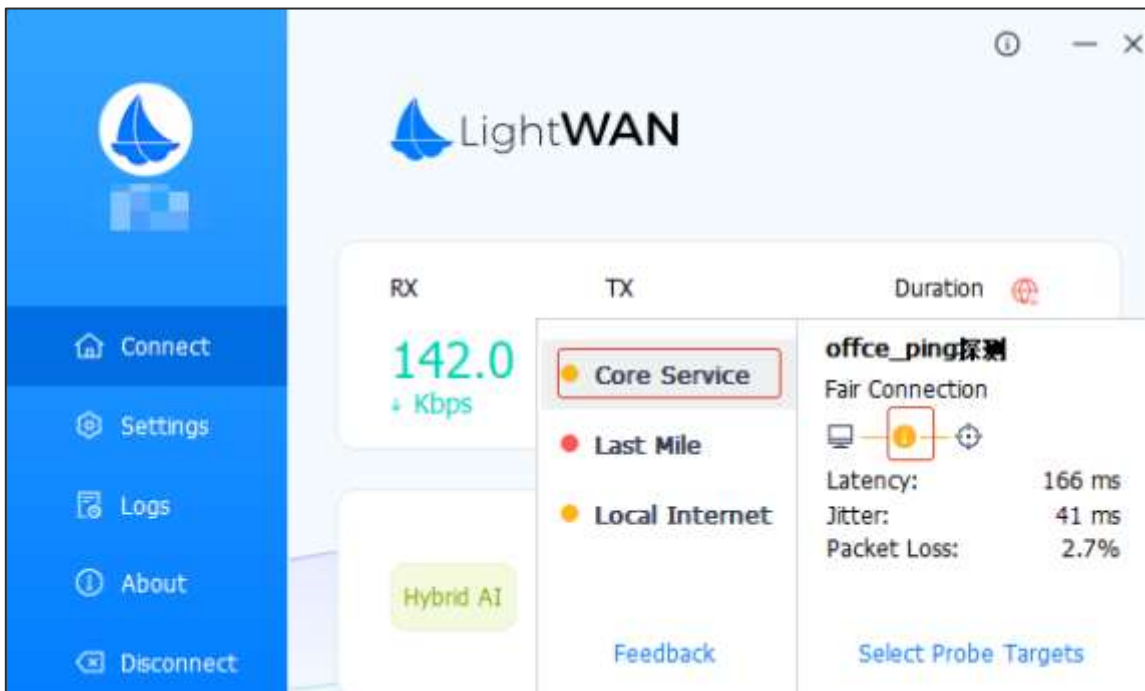 LightWAN
RX
TX
Duration
142.0
↓ Kbps
Connect
Settings
Logs
About
Disconnect
Hybrid AI
Core Service
Last Mile
Local Internet
Feedback
offce_ping探测
Fair Connection
Latency: 166 ms
Jitter: 41 ms
Packet Loss: 2.7%
Select Probe Targets